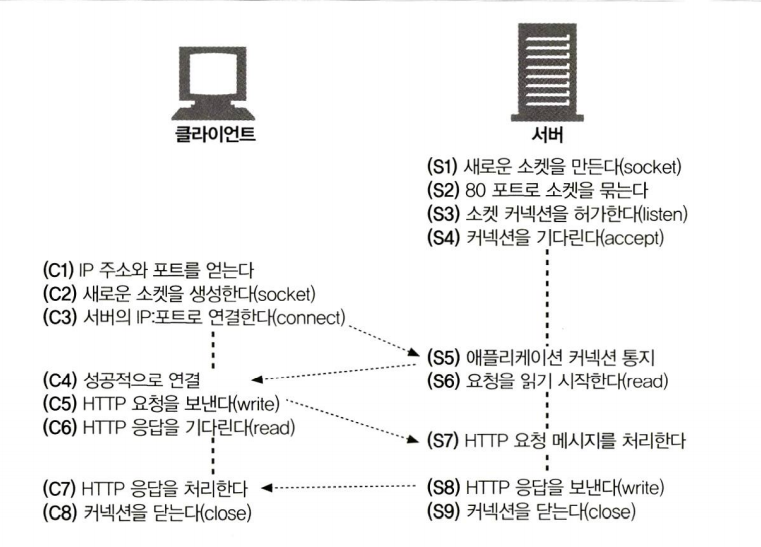 클라이언트
서버
(S1) 새로운 소켓을 만든다(socket)
(S2) 80 포트로 소켓을 묶는다
(S3) 소켓 커넥션을 허가한다(listen)
(S4) 커넥션을 기다린다(accept)
(C1) IP 주소와 포트를 얻는다
(C2) 새로운 소켓을 생성한다(socket)
(C3) 서버의 IP:포트로 연결한다(connect)
(S5) 애플리케이션 커넥션 통지
(C4) 성공적으로 연결
(S6) 요청을 읽기 시작한다(read)
(C5) HTTP 요청을 보낸다(write)
(C6) HTTP 응답을 기다린다(read)
(S7) HTTP 요청 메시지를 처리한다
(C7) HTTP 응답을 처리한다
(S8) HTTP 응답을 보낸다(write)
(C8) 커넥션을 닫는다(close)
(S9) 커넥션을 닫는다(close)